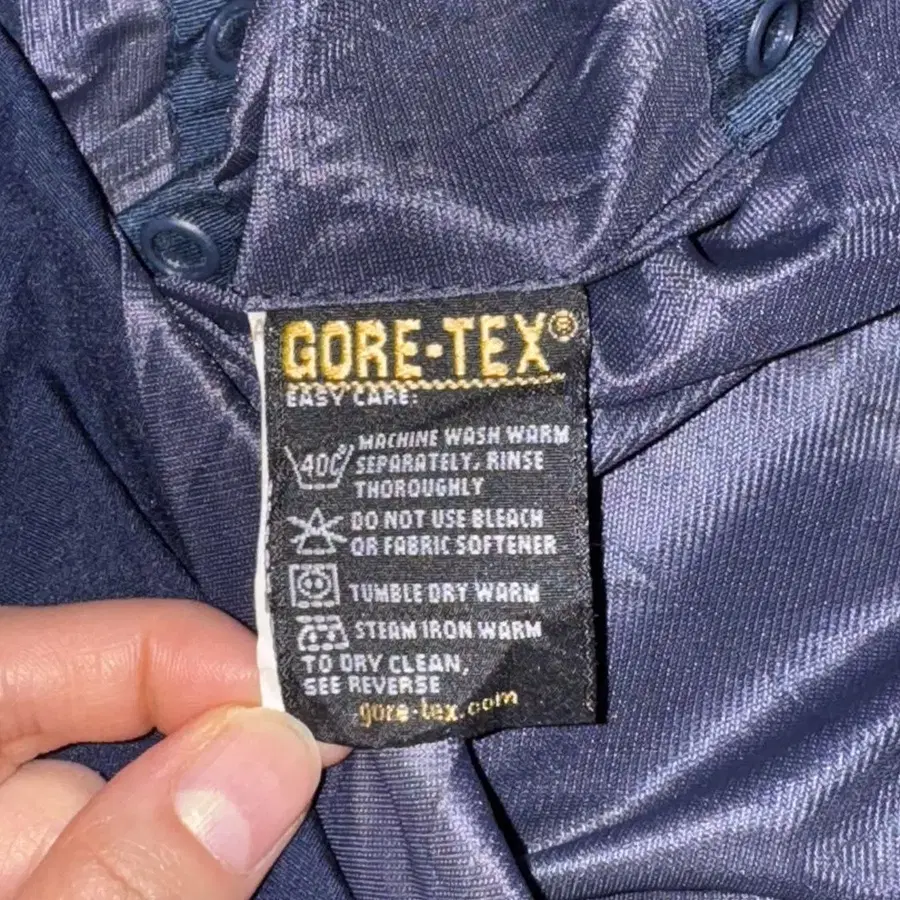 GORE-TEX®
EASY CARE:
40C MACHINE WASH WARM
SEPARATELY, RINSE
THOROUGHLY
DO NOT USE BLEACH
OR FABRIC SOFTENER
TUMBLE DRY WARM
STEAM IRON WARM
TO DRY CLEAN,
SEE REVERSE
gore-tex.com